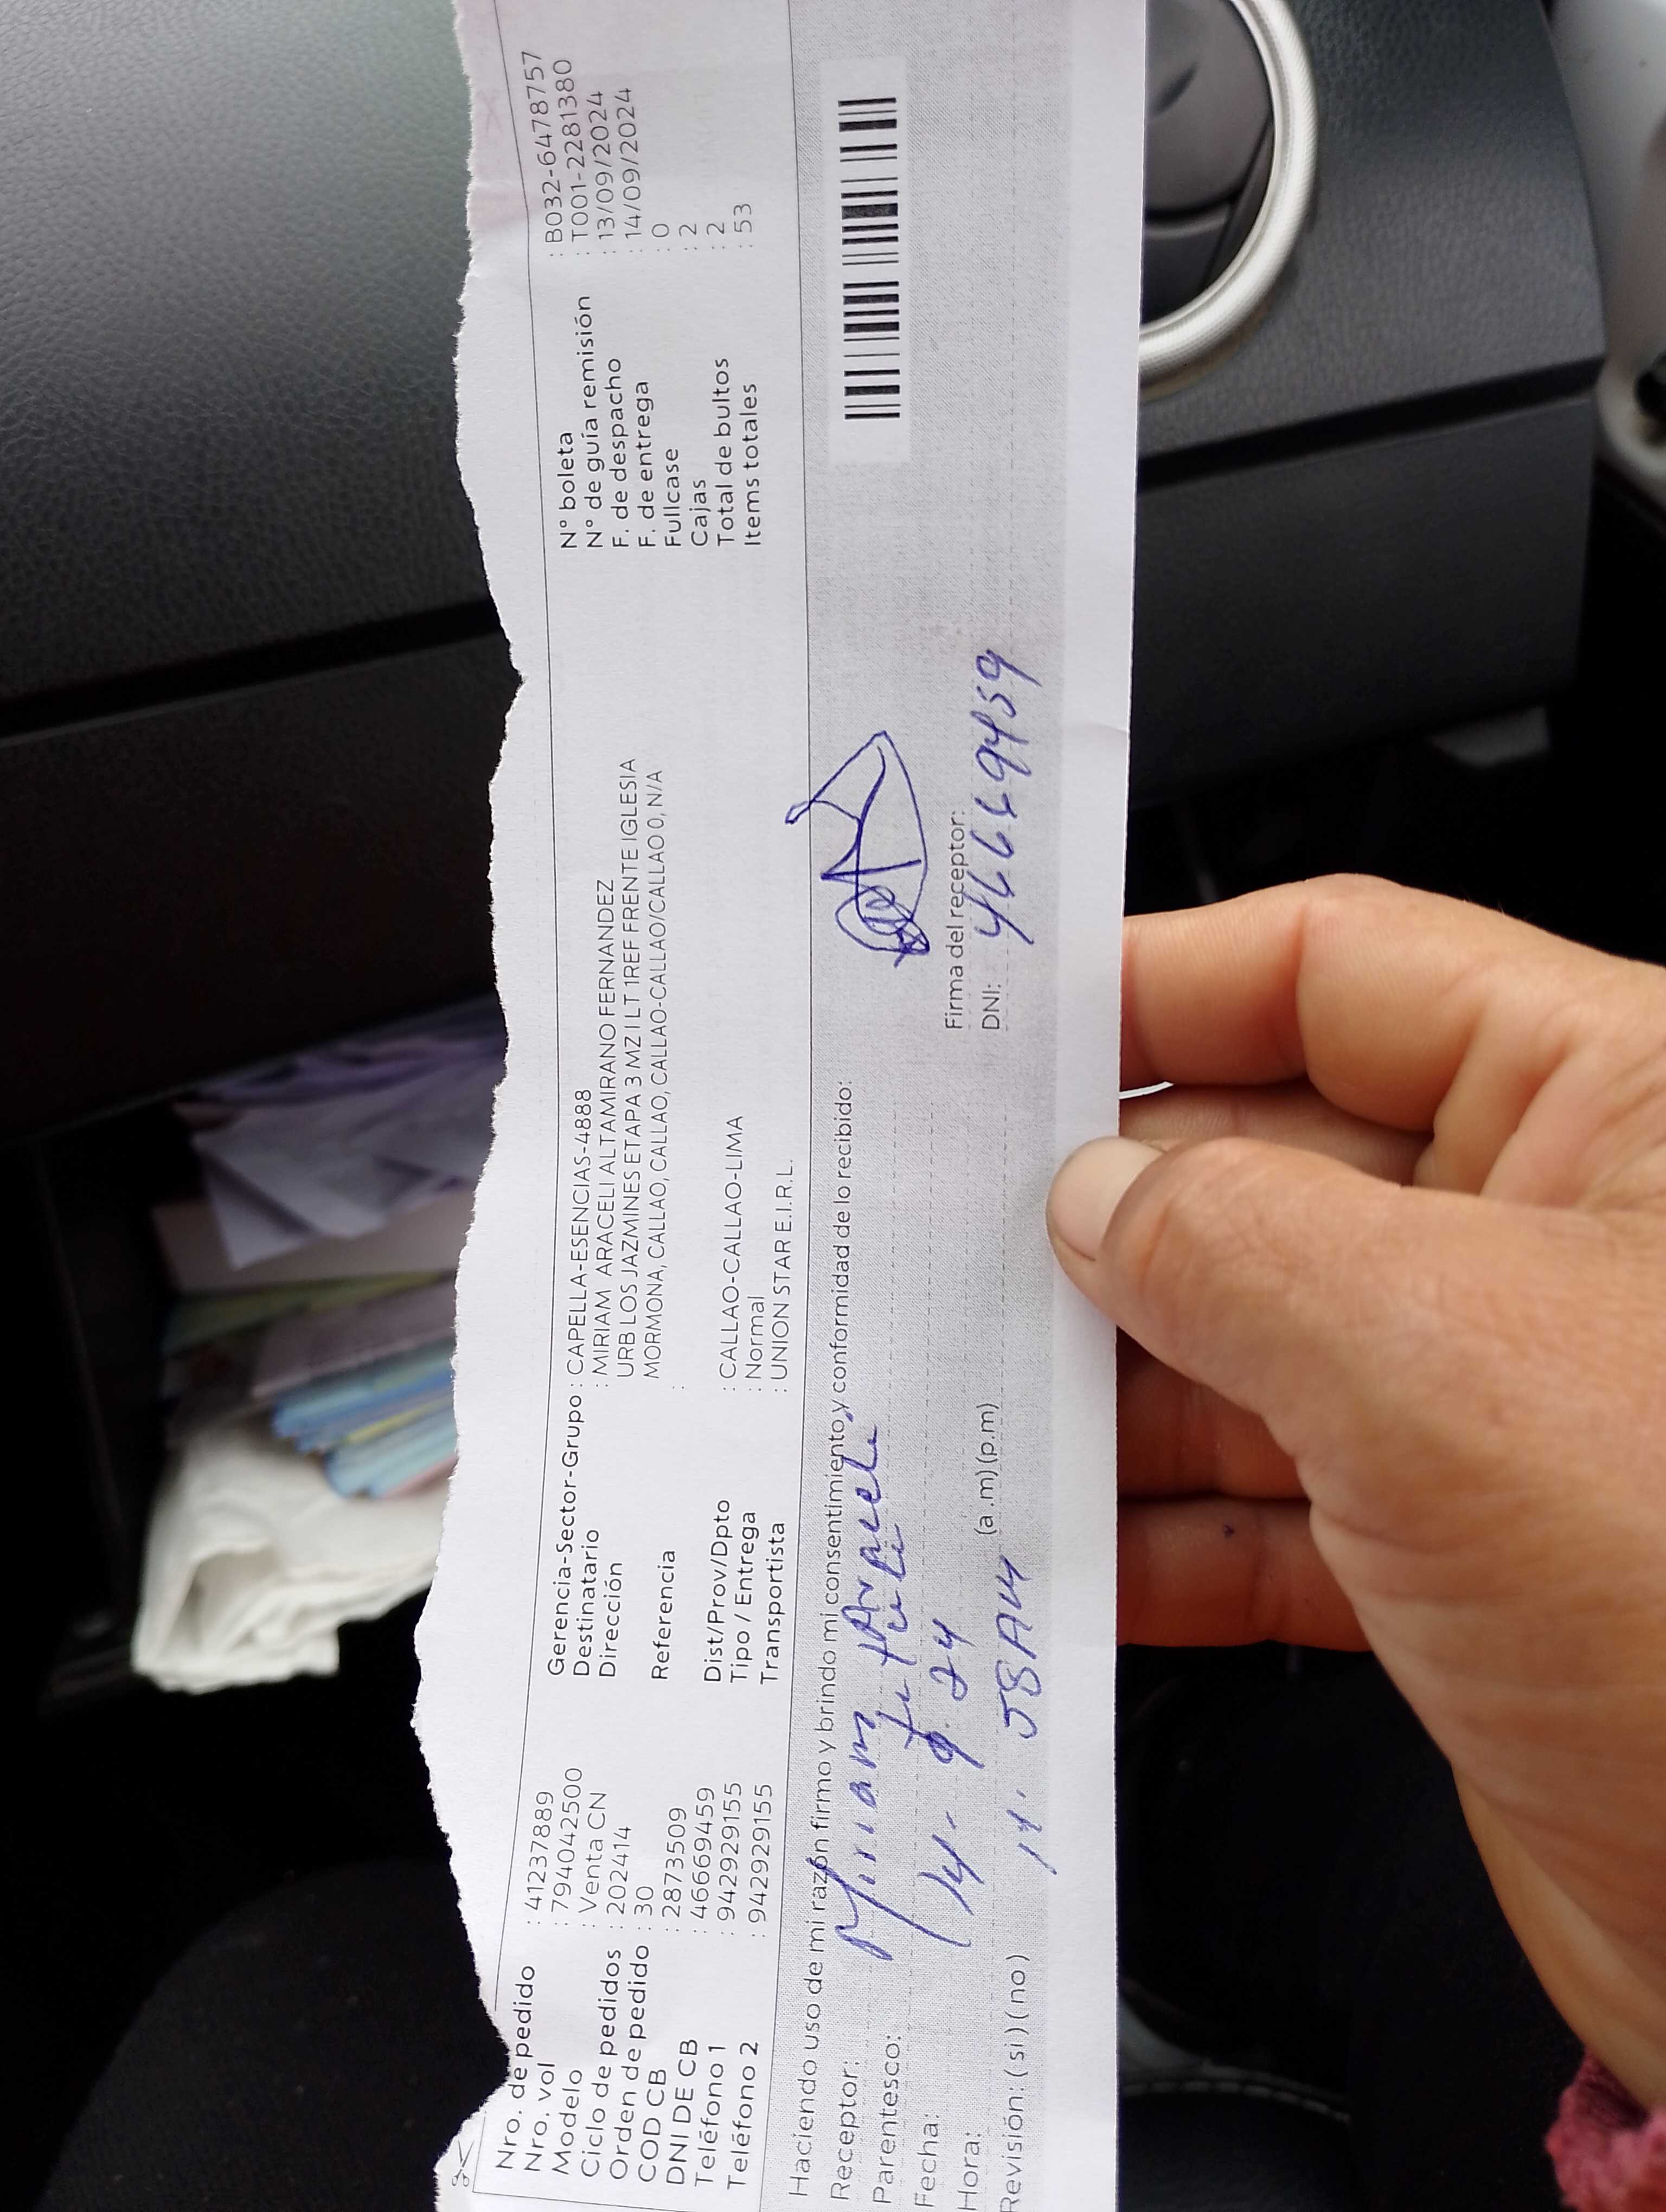 Nro. de pedido : 41237889
Nro. vol : 794042500
Modelo : Venta CN
Ciclo de pedidos : 202414
Orden de pedido : 30
COD CB : 2873509
DNI DE CB : 46669459
Teléfono 1 : 942929155
Teléfono 2 : 942929155
Gerencia-Sector-Grupo : CAPELLA-ESENCIAS-4888
Destinatario : MIRIAM ARACELI ALTAMIRANO FERNANDEZ
Dirección URB LOS JAZMINES ETAPA 3 MZ I LT 1REF FRENTE IGLESIA
MORMONA, CALLAO, CALLAO, CALLAO-CALLAO/CALLAO 0, N/A
Referencia :
Dist/Prov/Dpto : CALLAO-CALLAO-LIMA
Tipo / Entrega : Normal
Transportista : UNION STAR E.I.R.L.
N° boleta : B032-6478757
N° de guía remisión : T001-2281380
F. de despacho : 13/09/2024
F. de entrega : 14/09/2024
Fullcase : 0
Cajas : 2
Total de bultos : 2
Items totales : 53
Haciendo uso de mi razón firmo y brindo mi consentimiento y conformidad de lo recibido:
Receptor: Miriam Araceli
Parentesco:
Fecha: 14. 9. 24
Hora: 58 AM (a.m) (p.m)
Revisión: (si) (no)
Firma del receptor:
DNI: 46669459